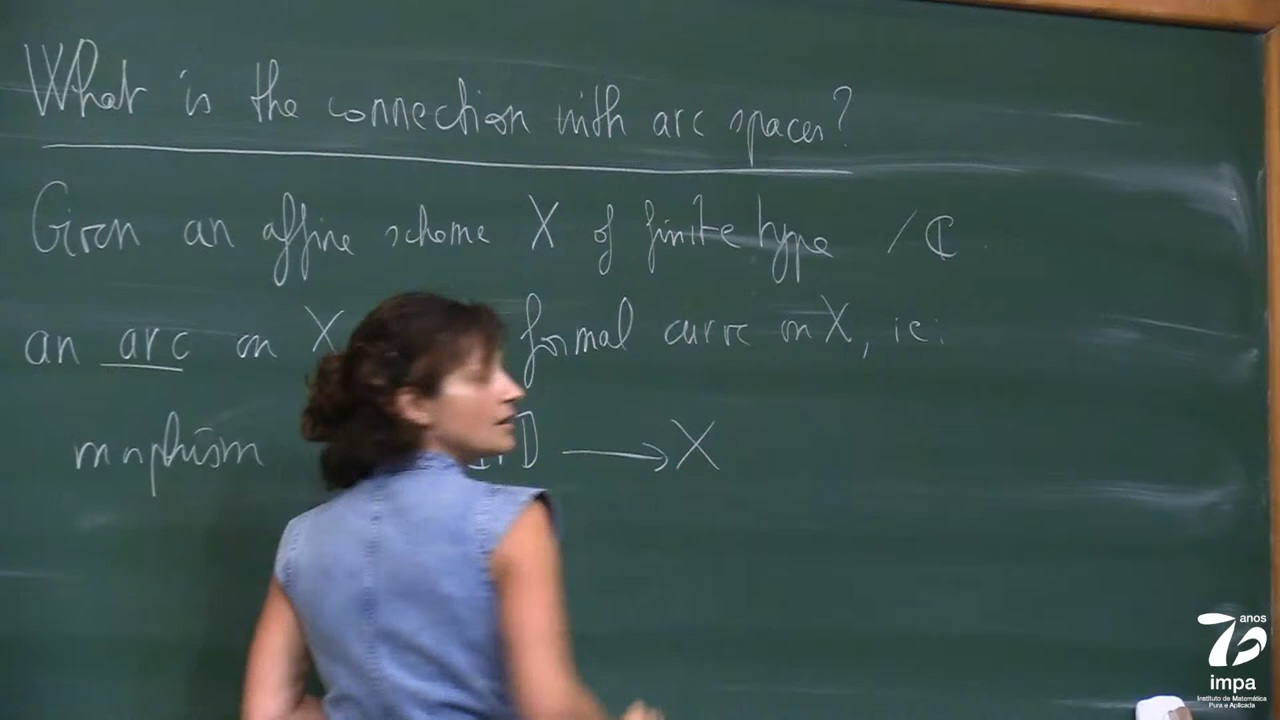 What is the connection with arc spaces?
Given an affine scheme X of finite type /ℂ.
an arc on X formal curve on X, ie:
morphism D ⟶ X
70 anos
impa
Instituto de Matemática
Pura e Aplicada